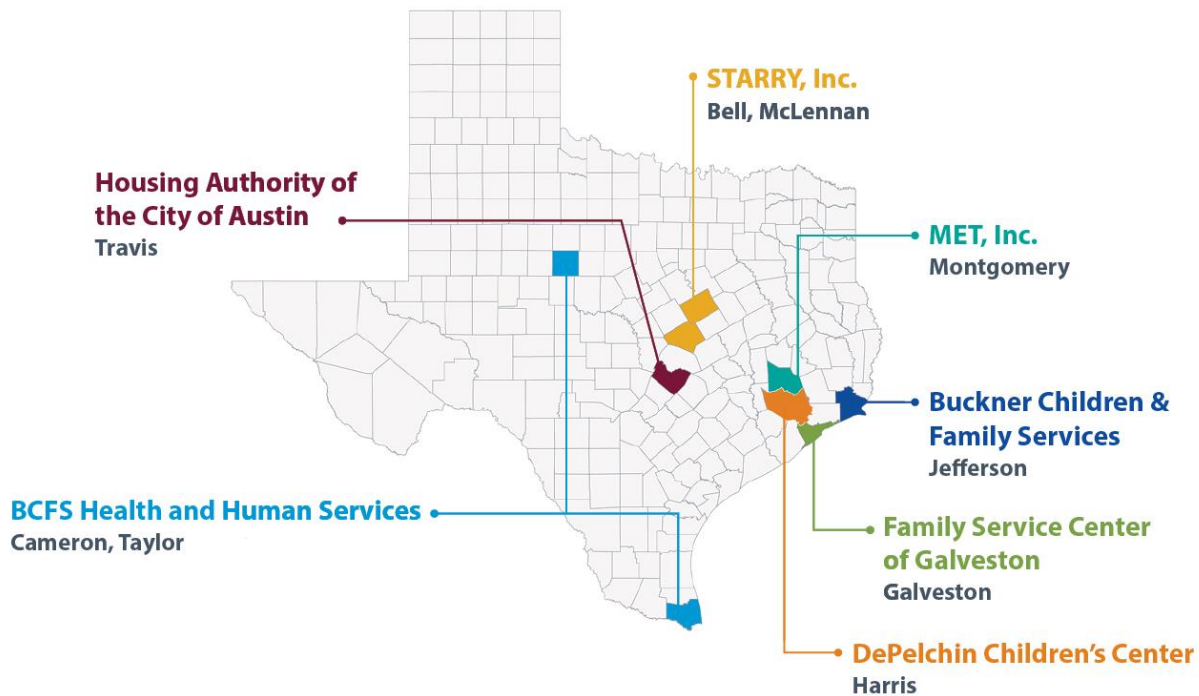 STARRY, Inc.
Bell, McLennan
Housing Authority of
the City of Austin
Travis
MET, Inc.
Montgomery
Buckner Children &
Family Services
Jefferson
BCFS Health and Human Services
Cameron, Taylor
Family Service Center
of Galveston
Galveston
DePelchin Children's Center
Harris